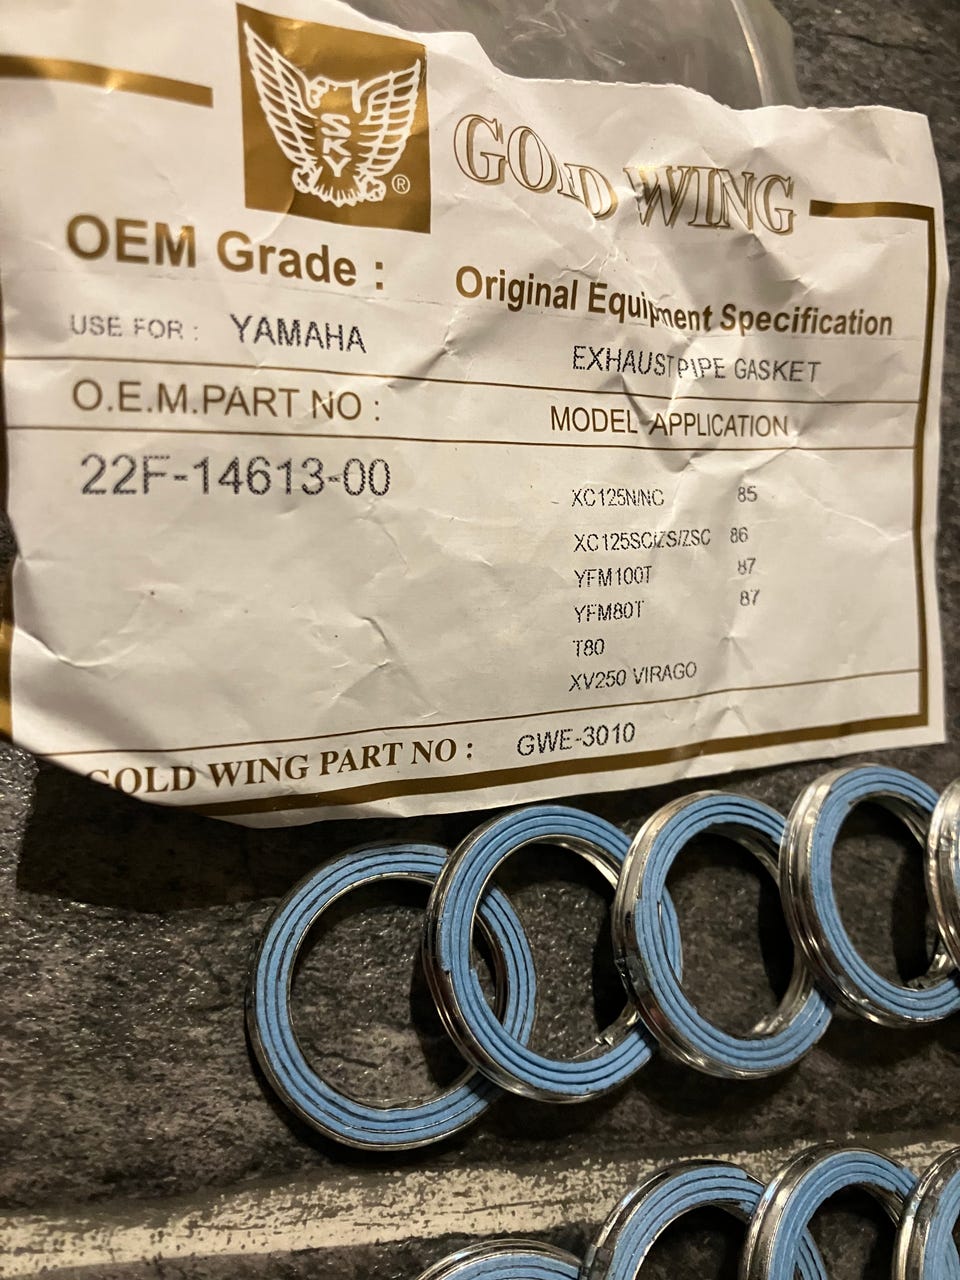 SKY
®
GOLD WING
OEM Grade :
Original Equipment Specification
USE FOR : YAMAHA
EXHAUST PIPE GASKET
O.E.M.PART NO :
MODEL APPLICATION
22F-14613-00
XC125N/NC 85
XC125SC/ZS/ZSC 86
YFM100T 87
YFM80T 87
T80
XV250 VIRAGO
GOLD WING PART NO : GWE-3010